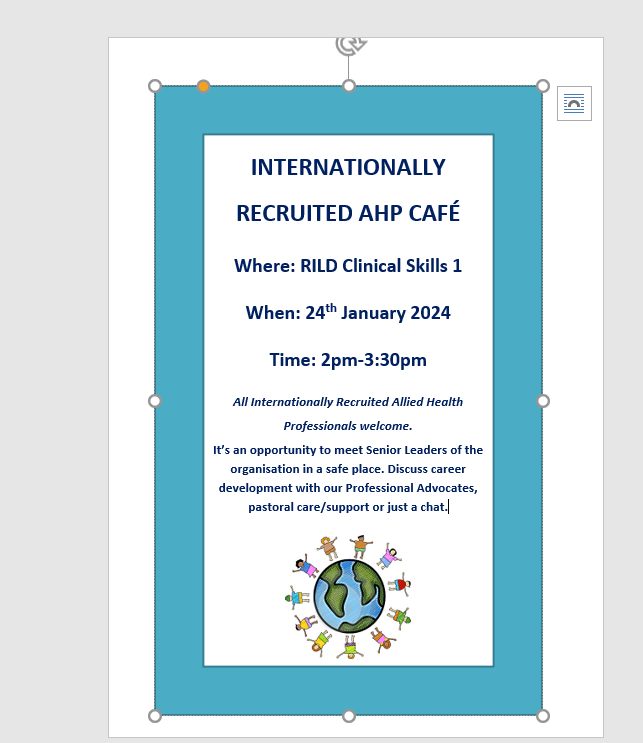 INTERNATIONALLY
RECRUITED AHP CAFÉ
Where: RILD Clinical Skills 1
When: 24th January 2024
Time: 2pm-3:30pm
All Internationally Recruited Allied Health
Professionals welcome.
It’s an opportunity to meet Senior Leaders of the
organisation in a safe place. Discuss career
development with our Professional Advocates,
pastoral care/support or just a chat.